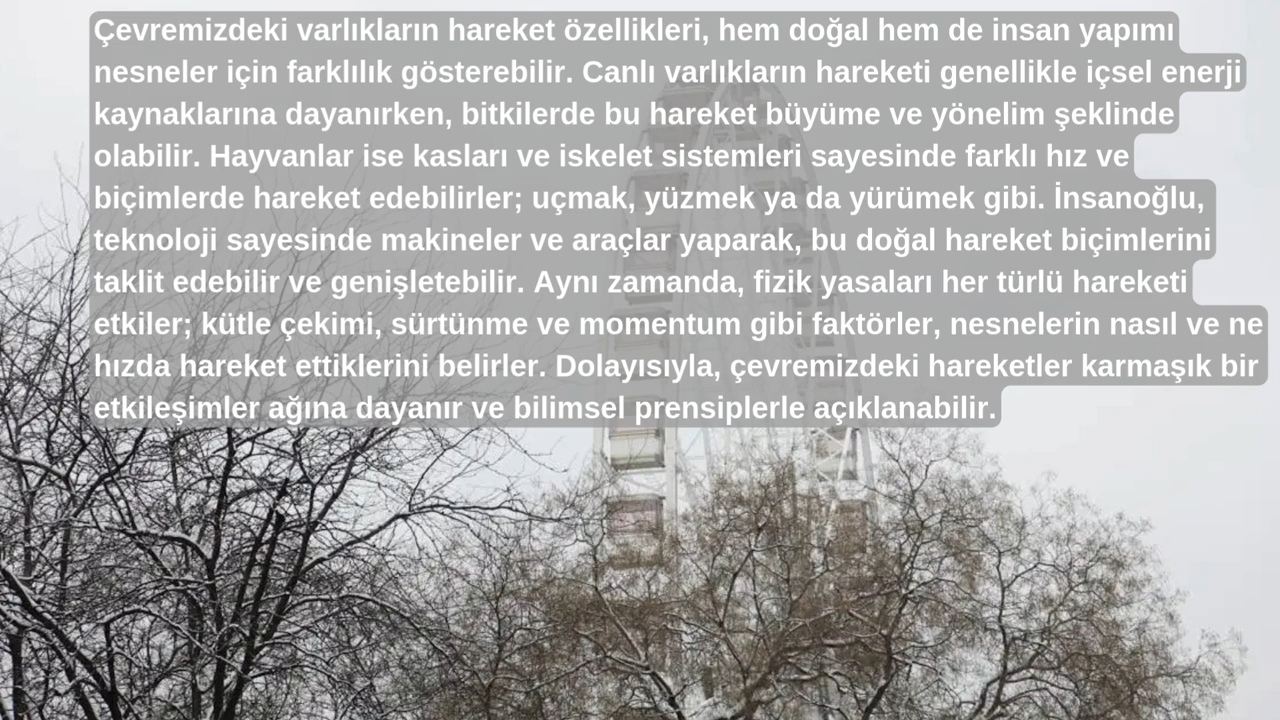 Çevremizdeki varlıkların hareket özellikleri, hem doğal hem de insan yapımı
nesneler için farklılık gösterebilir. Canlı varlıkların hareketi genellikle içsel enerji
kaynaklarına dayanırken, bitkilerde bu hareket büyüme ve yönelim şeklinde
olabilir. Hayvanlar ise kasları ve iskelet sistemleri sayesinde farklı hız ve
biçimlerde hareket edebilirler; uçmak, yüzmek ya da yürümek gibi. İnsanoğlu,
teknoloji sayesinde makineler ve araçlar yaparak, bu doğal hareket biçimlerini
taklit edebilir ve genişletebilir. Aynı zamanda, fizik yasaları her türlü hareketi
etkiler; kütle çekimi, sürtünme ve momentum gibi faktörler, nesnelerin nasıl ve ne
hızda hareket ettiklerini belirler. Dolayısıyla, çevremizdeki hareketler karmaşık bir
etkileşimler ağına dayanır ve bilimsel prensiplerle açıklanabilir.